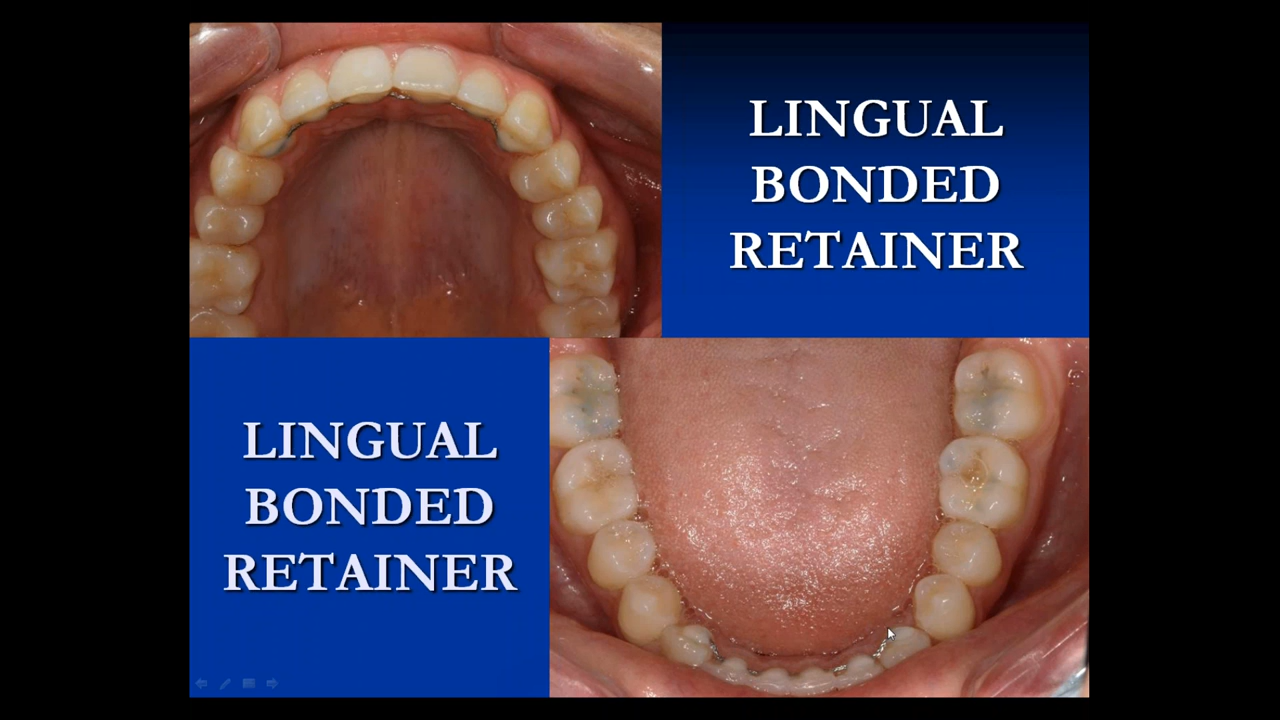 LINGUAL
BONDED
RETAINER
LINGUAL
BONDED
RETAINER